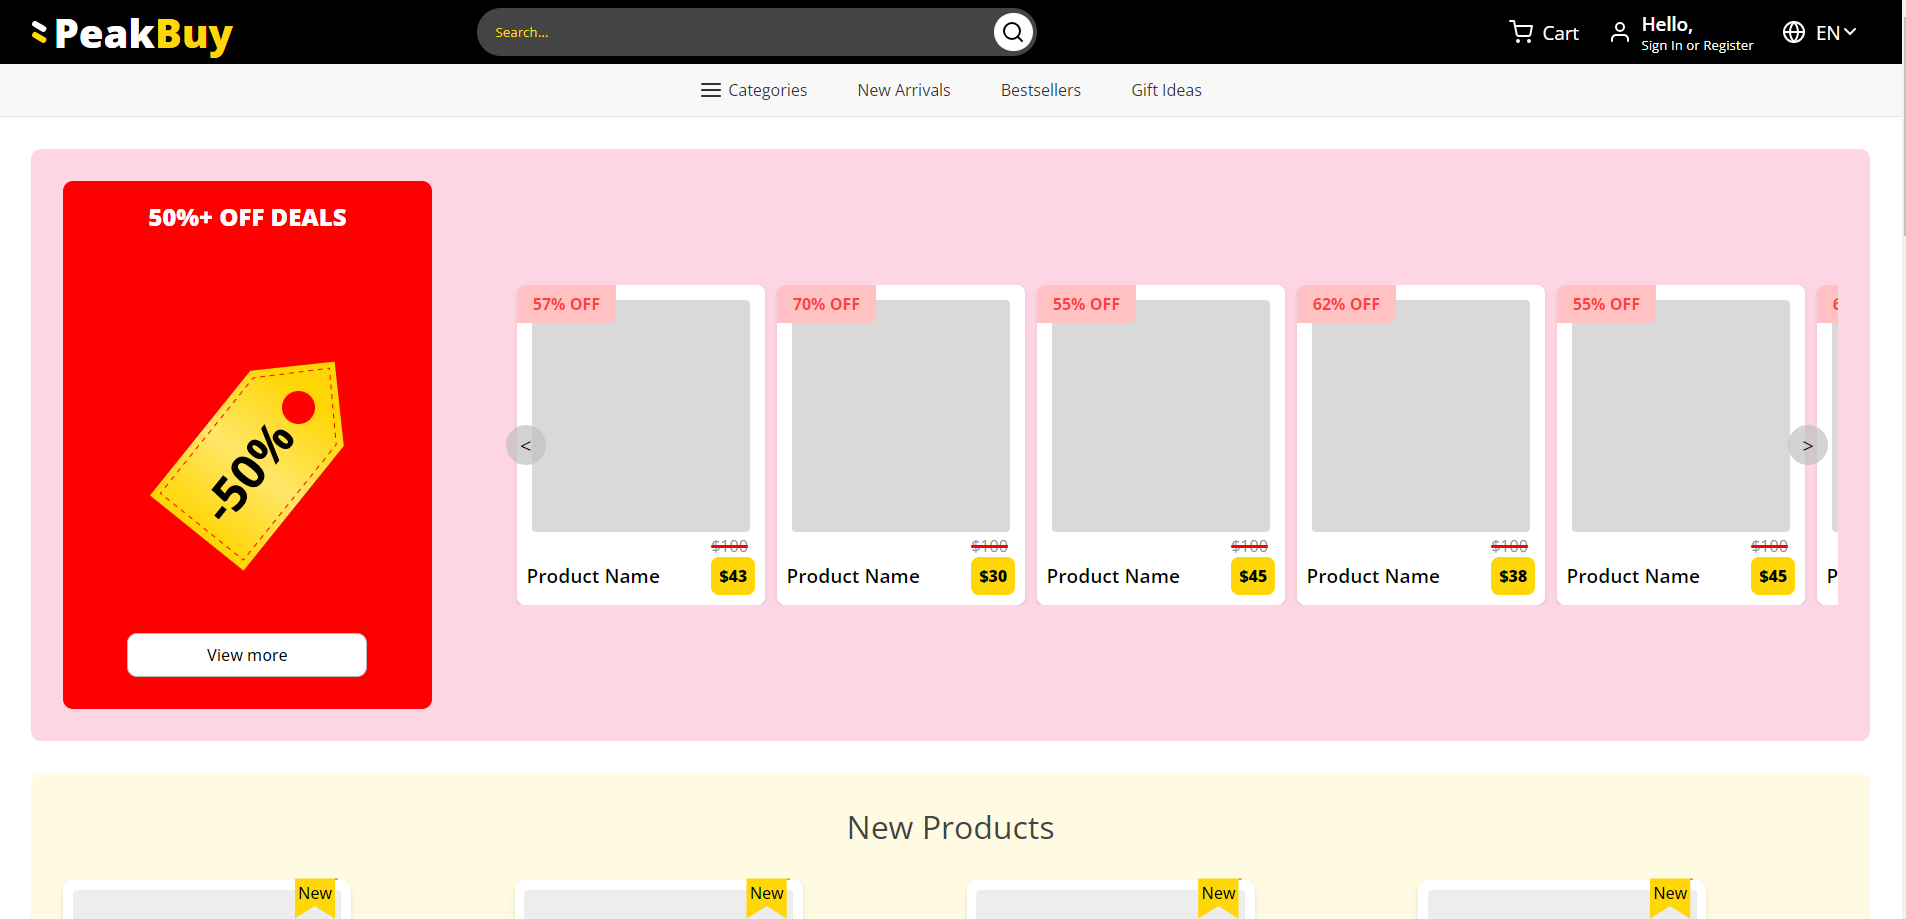 PeakBuy
Search...
Cart
Hello,
Sign In or Register
EN
Categories
New Arrivals
Bestsellers
Gift Ideas
50%+ OFF DEALS
-50%
View more
57% OFF
70% OFF
55% OFF
62% OFF
55% OFF
<
>
$100
$100
$100
$100
$100
Product Name
$43
Product Name
$30
Product Name
$45
Product Name
$38
Product Name
$45
New Products
New
New
New
New